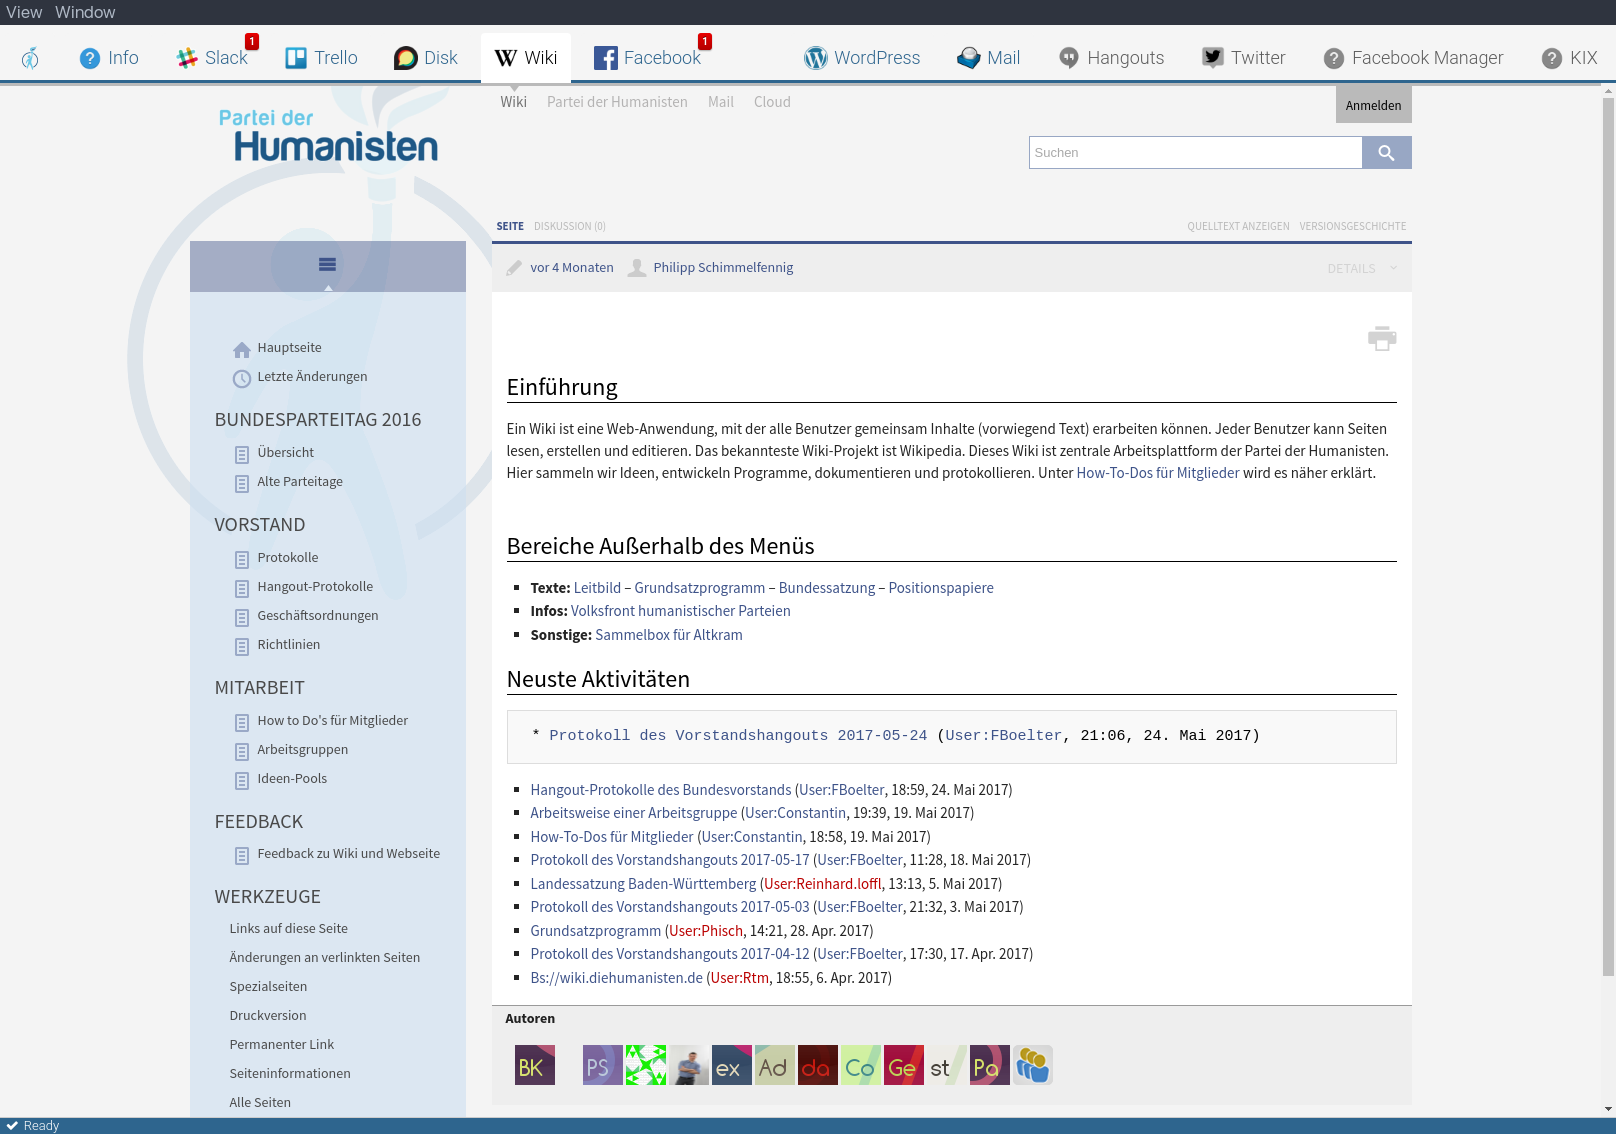 View Window
Info Slack 1 Trello Disk Wiki Facebook 1 WordPress Mail Hangouts Twitter Facebook Manager KIX
Wiki Partei der Humanisten Mail Cloud Anmelden
Partei der
Humanisten
Suchen
SEITE DISKUSSION (0) QUELLTEXT ANZEIGEN VERSIONSGESCHICHTE
vor 4 Monaten Philipp Schimmelfennig DETAILS
Hauptseite
Letzte Änderungen
BUNDESPARTEITAG 2016
Übersicht
Alte Parteitage
VORSTAND
Protokolle
Hangout-Protokolle
Geschäftsordnungen
Richtlinien
MITARBEIT
How to Do's für Mitglieder
Arbeitsgruppen
Ideen-Pools
FEEDBACK
Feedback zu Wiki und Webseite
WERKZEUGE
Links auf diese Seite
Änderungen an verlinkten Seiten
Spezialseiten
Druckversion
Permanenter Link
Seiteninformationen
Alle Seiten
Einführung
Ein Wiki ist eine Web-Anwendung, mit der alle Benutzer gemeinsam Inhalte (vorwiegend Text) erarbeiten können. Jeder Benutzer kann Seiten
lesen, erstellen und editieren. Das bekannteste Wiki-Projekt ist Wikipedia. Dieses Wiki ist zentrale Arbeitsplattform der Partei der Humanisten.
Hier sammeln wir Ideen, entwickeln Programme, dokumentieren und protokollieren. Unter How-To-Dos für Mitglieder wird es näher erklärt.
Bereiche Außerhalb des Menüs
Texte: Leitbild – Grundsatzprogramm – Bundessatzung – Positionspapiere
Infos: Volksfront humanistischer Parteien
Sonstige: Sammelbox für Altkram
Neuste Aktivitäten
* Protokoll des Vorstandshangouts 2017-05-24 (User:FBoelter, 21:06, 24. Mai 2017)
Hangout-Protokolle des Bundesvorstands (User:FBoelter, 18:59, 24. Mai 2017)
Arbeitsweise einer Arbeitsgruppe (User:Constantin, 19:39, 19. Mai 2017)
How-To-Dos für Mitglieder (User:Constantin, 18:58, 19. Mai 2017)
Protokoll des Vorstandshangouts 2017-05-17 (User:FBoelter, 11:28, 18. Mai 2017)
Landessatzung Baden-Württemberg (User:Reinhard.loffl, 13:13, 5. Mai 2017)
Protokoll des Vorstandshangouts 2017-05-03 (User:FBoelter, 21:32, 3. Mai 2017)
Grundsatzprogramm (User:Phisch, 14:21, 28. Apr. 2017)
Protokoll des Vorstandshangouts 2017-04-12 (User:FBoelter, 17:30, 17. Apr. 2017)
Bs://wiki.diehumanisten.de (User:Rtm, 18:55, 6. Apr. 2017)
Autoren
BK PS ex Ad da Co Ge st Pa
Ready